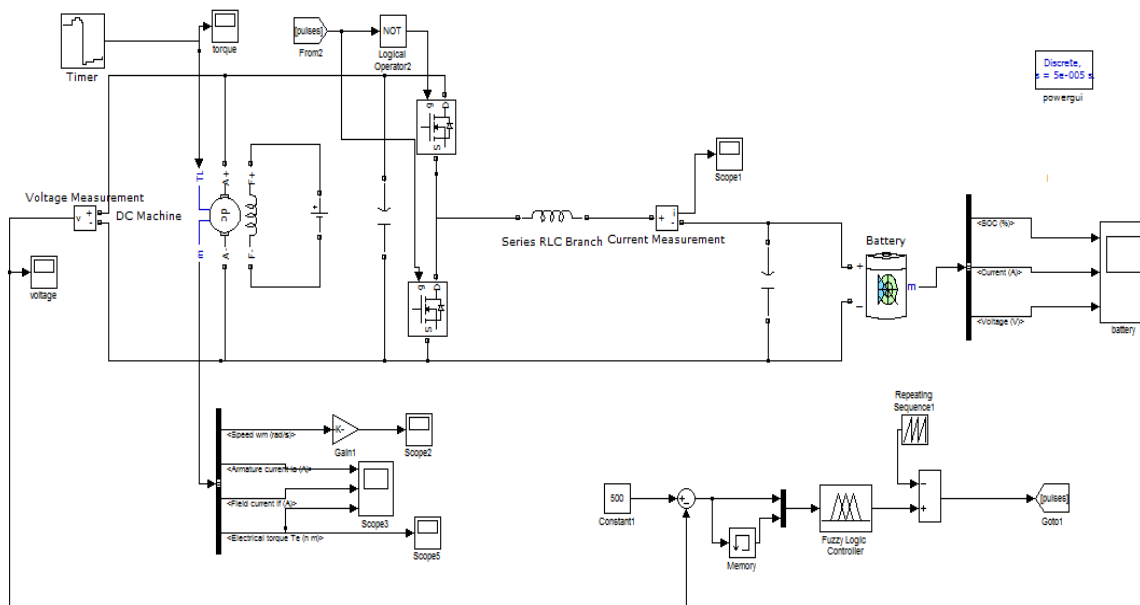 Timer
torque
[pulses]
From2
NOT
Logical
Operator2
Discrete,
s = 5e-005 s.
powergui
g
D
S
Scope1
TL
A+
F+
Voltage Measurement
v
+
-
DC Machine
dc
m
A-
F-
+
voltage
Series RLC Branch
+
i
-
Current Measurement
g
D
S
Battery
+
m
−
<SOC (%)>
<Current (A)>
<Voltage (V)>
battery
<Speed wm (rad/s)>
K-
Gain1
Scope2
<Armature current ia (A)>
<Field current if (A)>
Scope3
<Electrical torque Te (n m)>
Scope5
Repeating
Sequence1
500
Constant1
+
−
Memory
Fuzzy Logic
Controller
−
+
[pulses]
Goto1